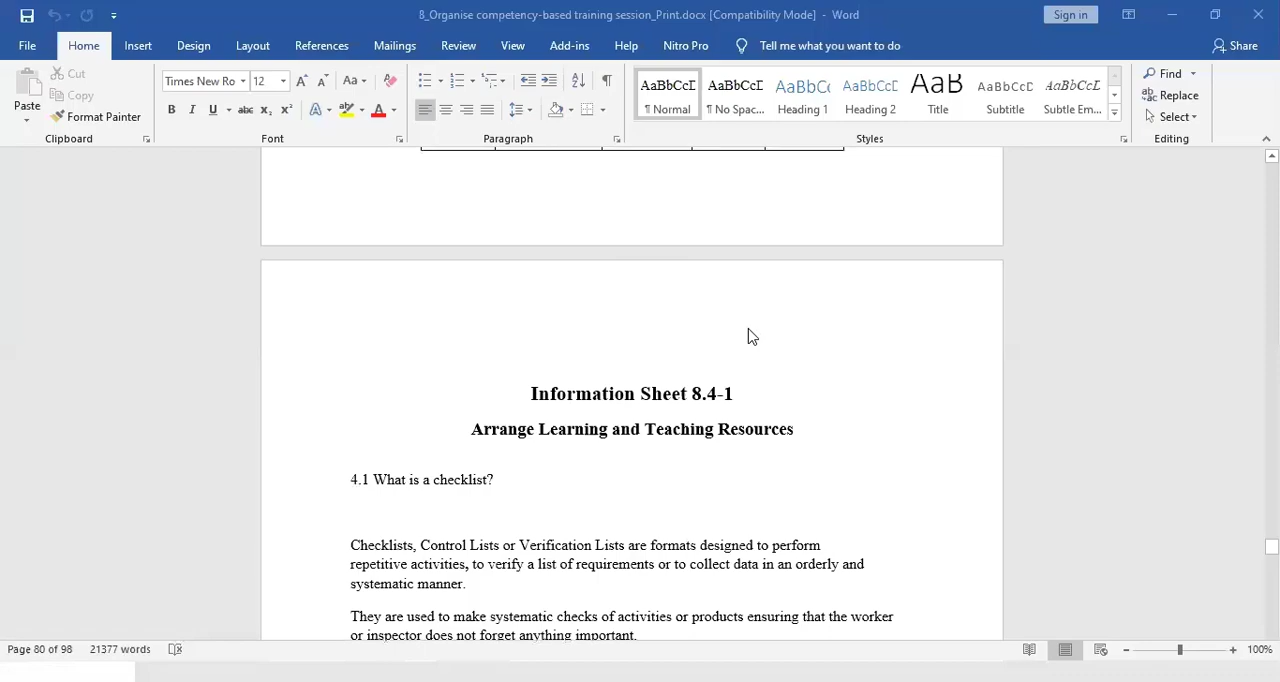 8_Organise competency-based training session_Print.docx [Compatibility Mode] - Word
Sign in
File Home Insert Design Layout References Mailings Review View Add-ins Help Nitro Pro Tell me what you want to do Share
Paste
Cut
Copy
Format Painter
Clipboard
Times New Ro 12
Font
Paragraph
AaBbCcI AaBbCcI AaBbCc AaBbCcI AaB AaBbCcD AaBbCcD
¶ Normal ¶ No Spac... Heading 1 Heading 2 Title Subtitle Subtle Em...
Styles
Find
Replace
Select
Editing
Information Sheet 8.4-1
Arrange Learning and Teaching Resources
4.1 What is a checklist?
Checklists, Control Lists or Verification Lists are formats designed to perform
repetitive activities, to verify a list of requirements or to collect data in an orderly and
systematic manner.
They are used to make systematic checks of activities or products ensuring that the worker
or inspector does not forget anything important.
Page 80 of 98 21377 words
100%